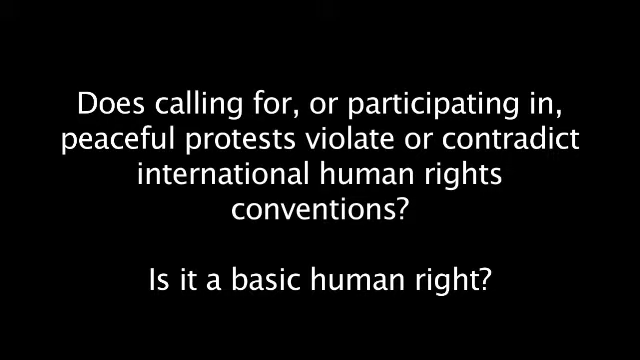 Does calling for, or participating in,
peaceful protests violate or contradict
international human rights
conventions?
Is it a basic human right?